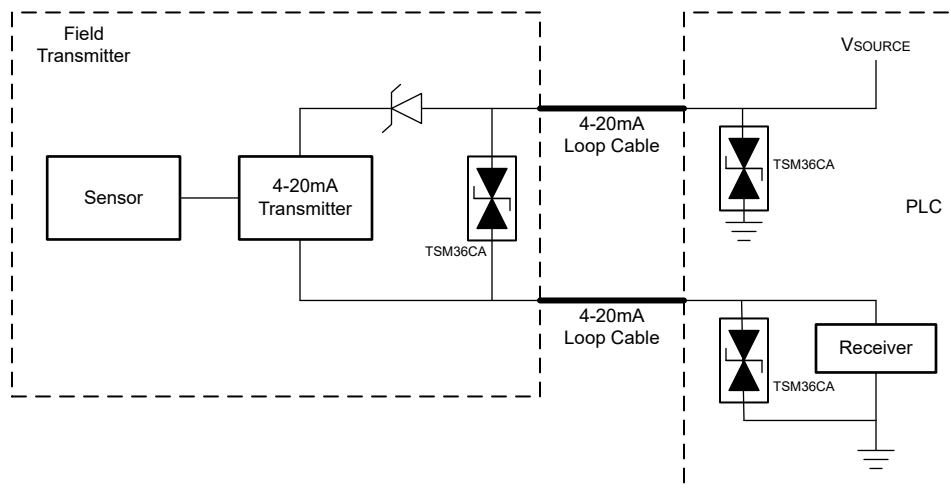 Field
Transmitter
VSOURCE
4-20mA
Loop Cable
TSM36CA
Sensor
4-20mA
Transmitter
PLC
TSM36CA
4-20mA
Loop Cable
Receiver
TSM36CA